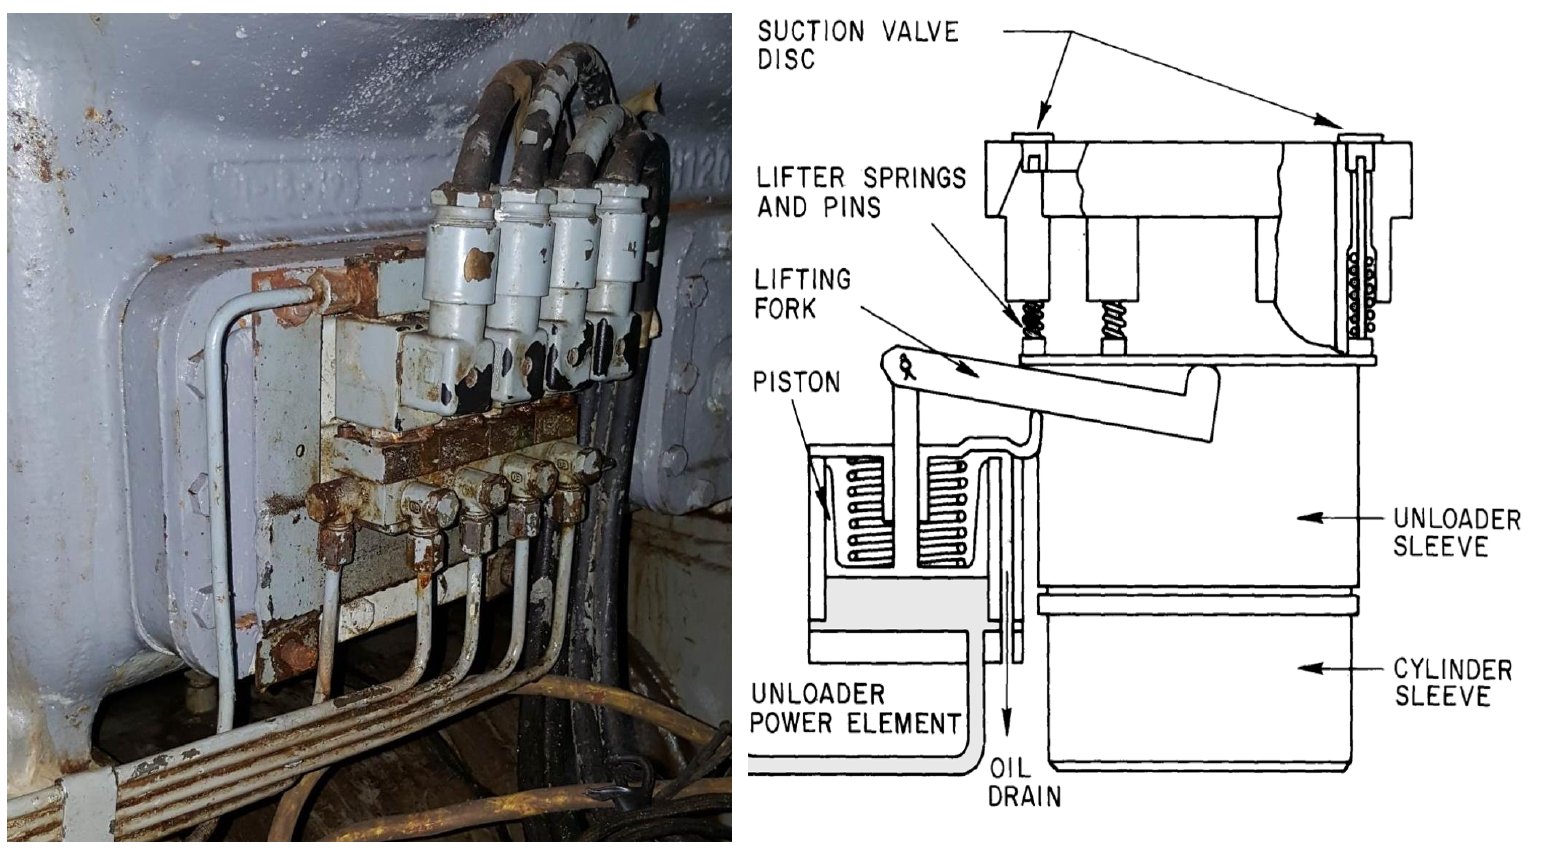 SUCTION VALVE
DISC
LIFTER SPRINGS
AND PINS
LIFTING
FORK
PISTON
UNLOADER
SLEEVE
CYLINDER
SLEEVE
UNLOADER
POWER ELEMENT
OIL
DRAIN
4